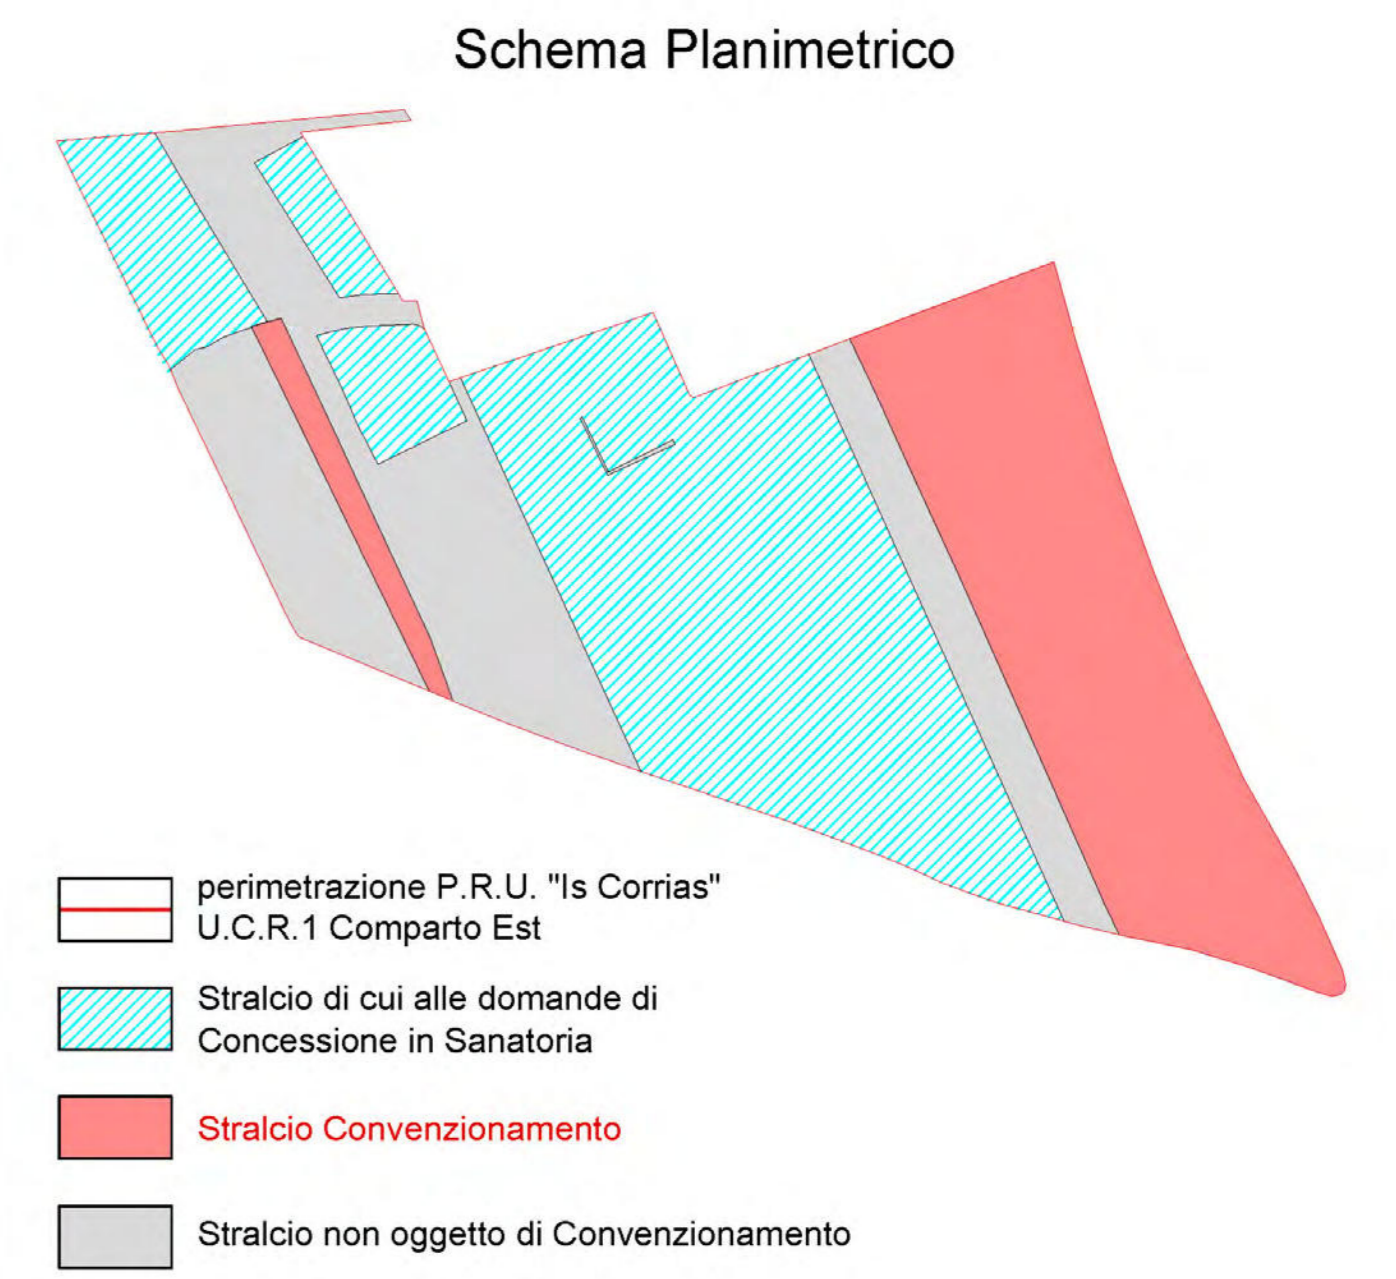 Schema Planimetrico
perimetrazione P.R.U. "Is Corrias"
U.C.R.1 Comparto Est
Stralcio di cui alle domande di
Concessione in Sanatoria
Stralcio Convenzionamento
Stralcio non oggetto di Convenzionamento